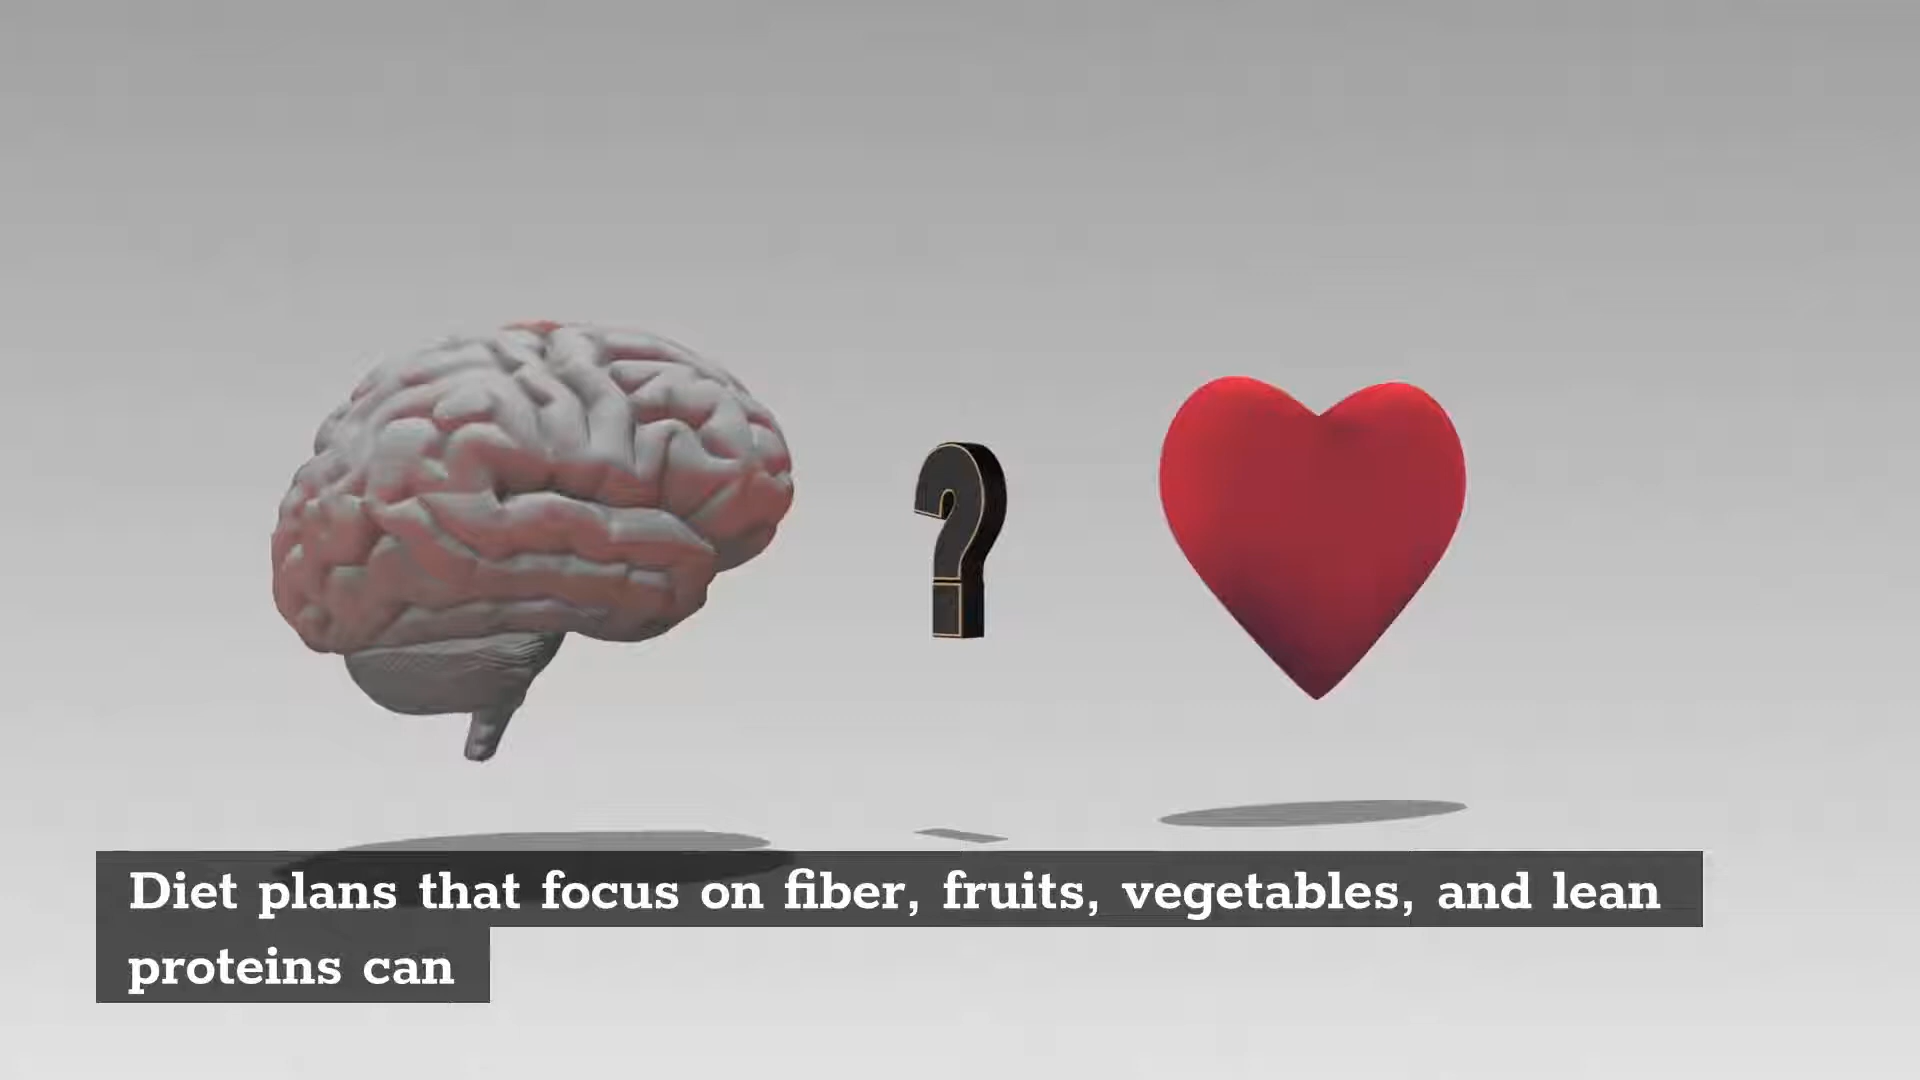 ?
Diet plans that focus on fiber, fruits, vegetables, and lean
proteins can